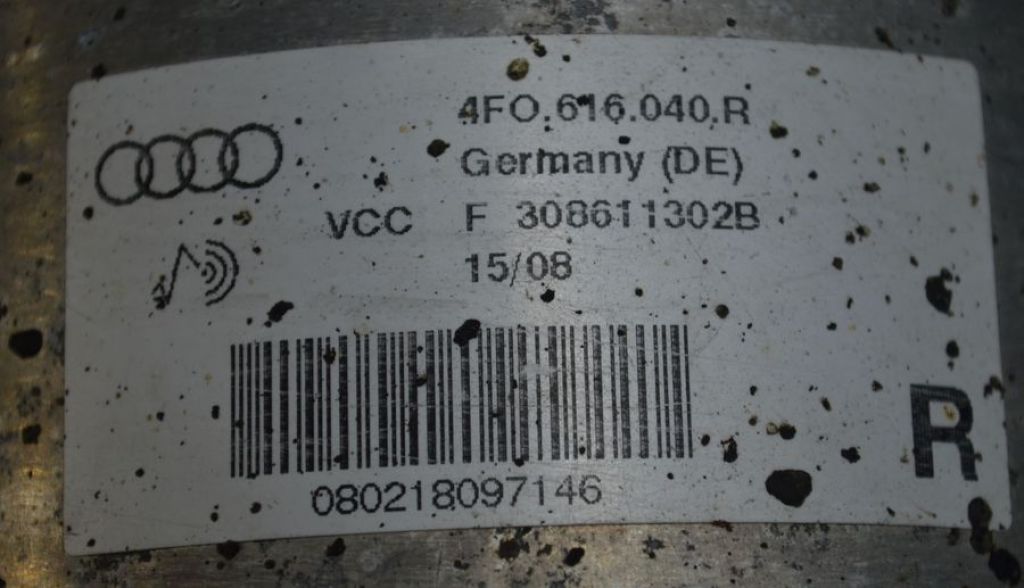 4FO.616.040.R
Germany (DE)
VCC F 308611302B
15/08
080218097146
R